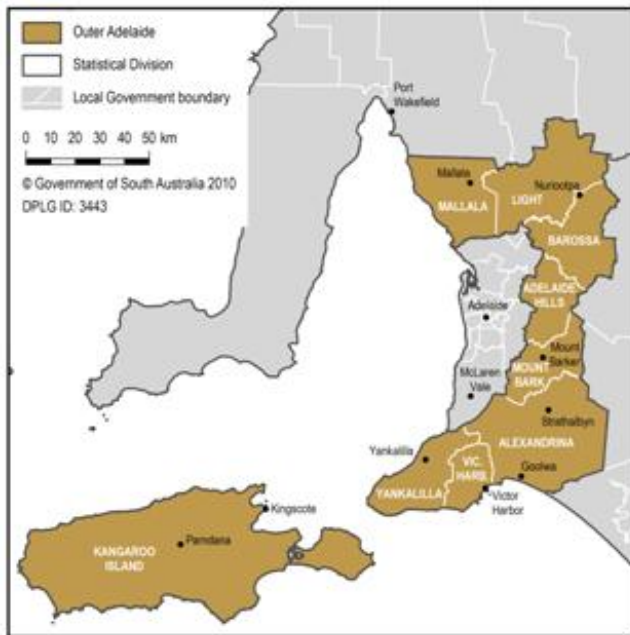 Outer Adelaide
Statistical Division
Local Government boundary
0 10 20 30 40 50 km
© Government of South Australia 2010
DPLG ID: 3443
Port
Wakefield
Mallala
MALLALA
LIGHT
Nuriootpa
BAROSSA
ADELAIDE
HILLS
Adelaide
Mount
Barker
MOUNT
BARK
McLaren
Vale
Strathalbyn
ALEXANDRINA
Yankalilla
VIC.
HARB.
Goolwa
YANKALILLA
Victor
Harbor
Kingscote
Parndana
KANGAROO
ISLAND